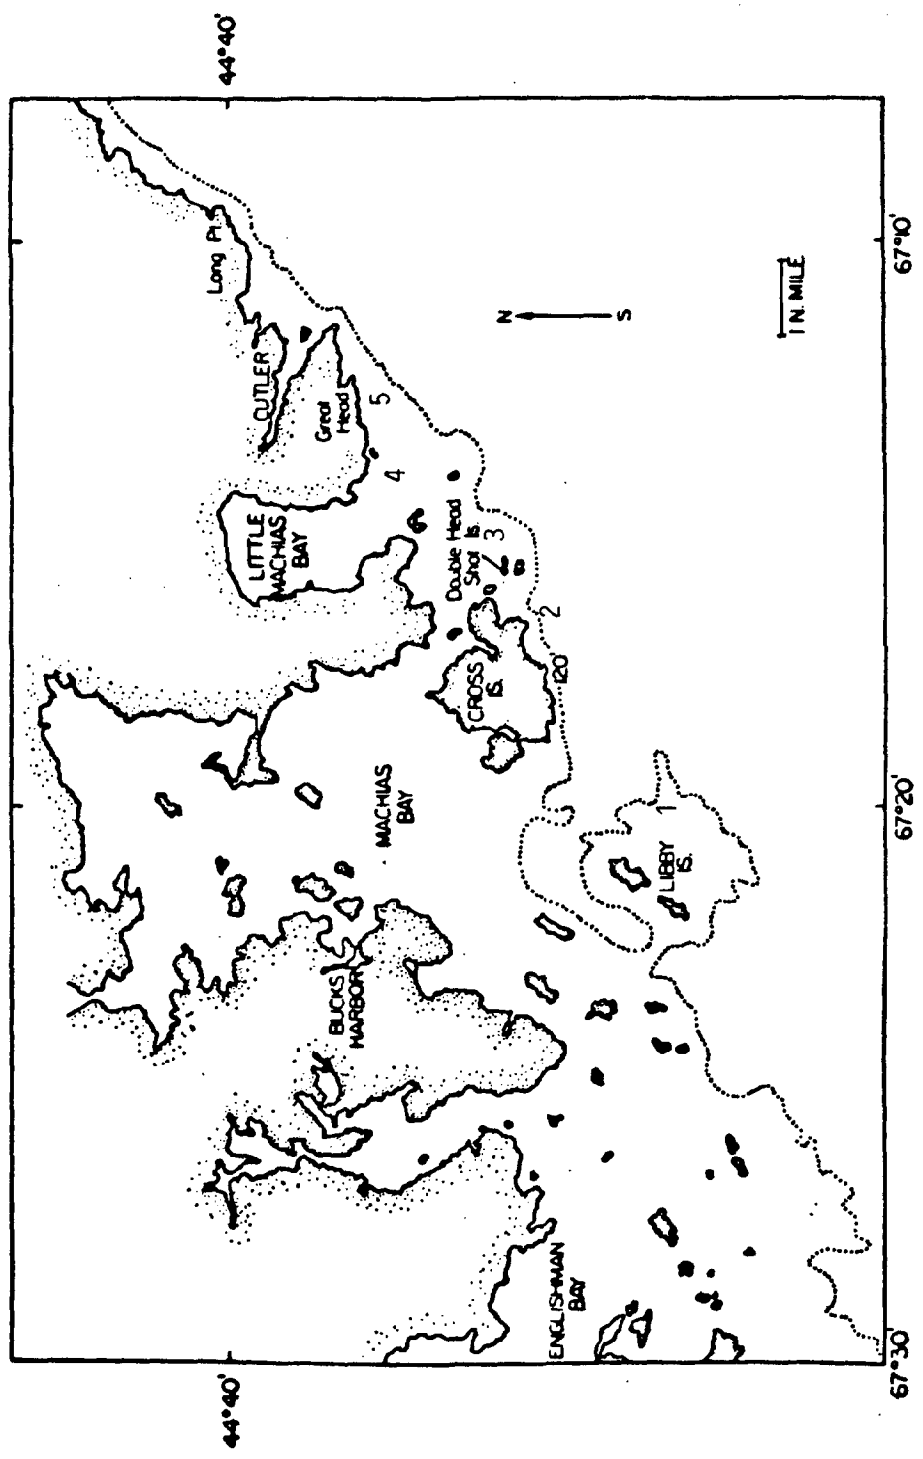 44°40'
44°40'
Long Pt.
CUTLER
LITTLE
MACHIAS
BAY
Great
Head
BUCKS
HARBOR
MACHIAS
BAY
5
4
Double Head
Shot Is.
3
CROSS
IS.
2
120'
N
S
ENGLISHMAN
BAY
LIBBY
IS.
1
1 N. MILE
67°30'
67°20'
67°10'